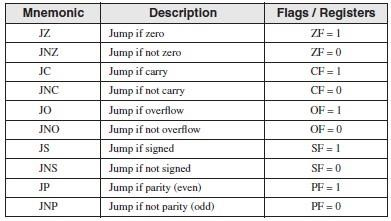 Mnemonic Description Flags / Registers
JZ Jump if zero ZF = 1
JNZ Jump if not zero ZF = 0
JC Jump if carry CF = 1
JNC Jump if not carry CF = 0
JO Jump if overflow OF = 1
JNO Jump if not overflow OF = 0
JS Jump if signed SF = 1
JNS Jump if not signed SF = 0
JP Jump if parity (even) PF = 1
JNP Jump if not parity (odd) PF = 0